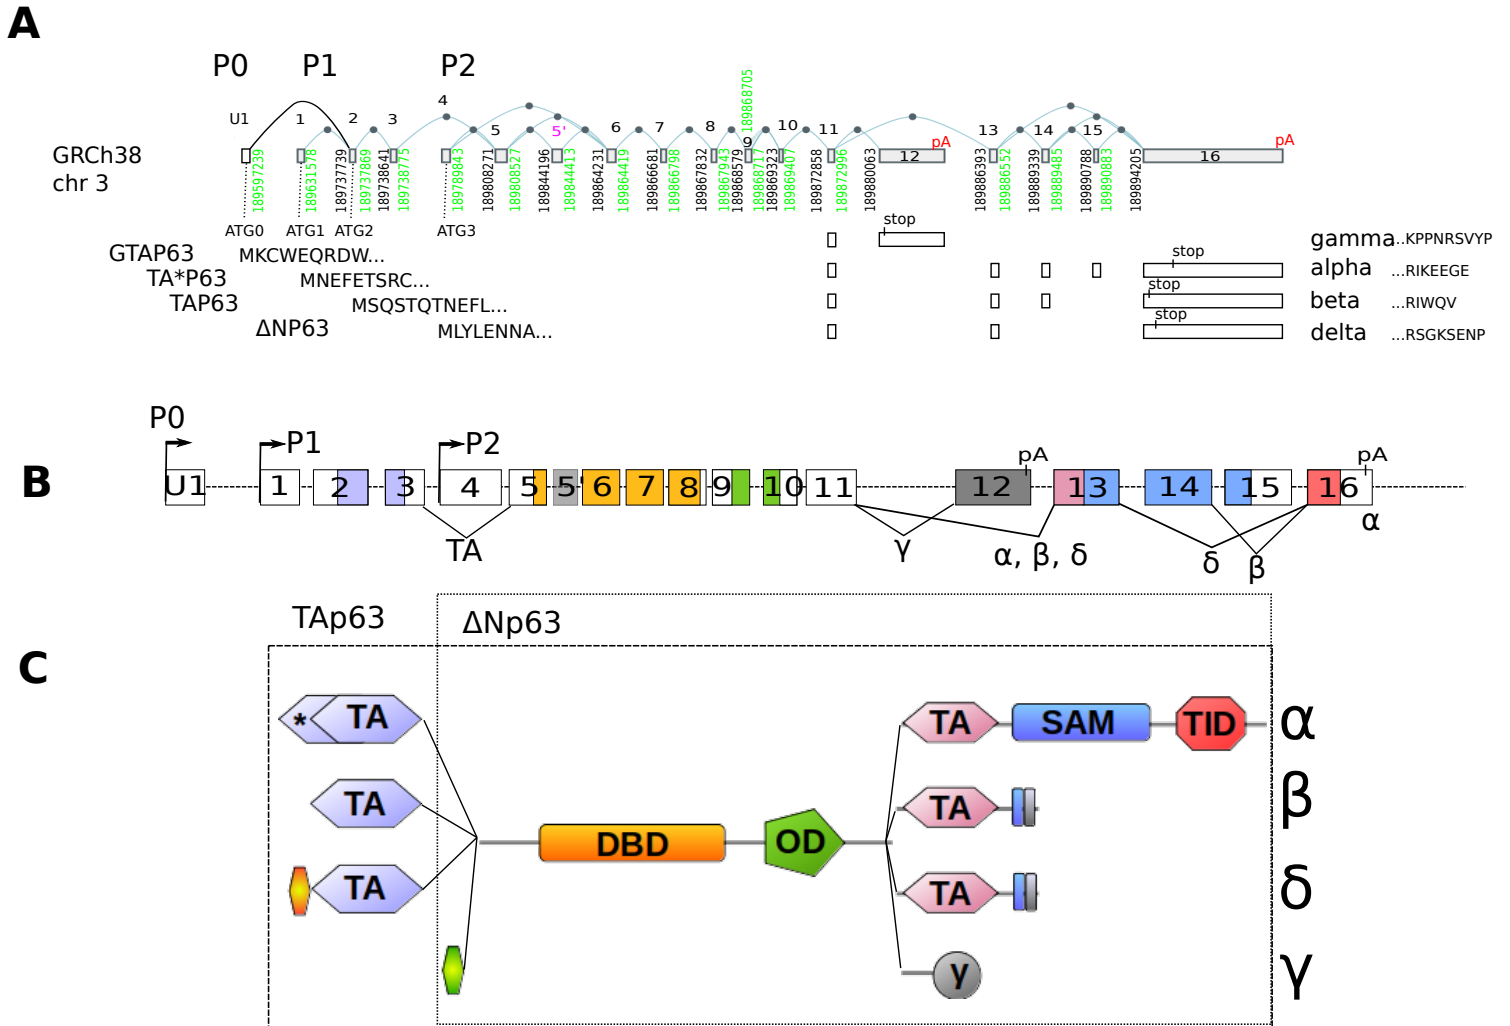 A
P0 P1 P2
189868705
U1 1 2 3 4 5 5' 6 7 8 9 10 11 12 pA 13 14 15 16 pA
GRCh38
chr 3
189597239 189631578 189737739 189737869 189738641 189738775 189789843 189808271 189808527 189844196 189844413 189864231 189864419 189866681 189866798 189867832 189867943 189868579 189868717 189869323 189869407 189872858 189872996 189880063 189886393 189886552 189889339 189889485 189890788 189890883 189894205
ATG0 ATG1 ATG2 ATG3
GTAP63 MKCWEQRDW... stop gamma ..KPPNRSVYP
TA*P63 MNEFETSRC... stop alpha ...RIKEEGE
TAP63 MSQSTQTNEFL... stop beta ...RIWQV
ΔNP63 MLYLENNA... stop delta ...RSGKSENP
B
P0 P1 P2 pA pA
U1 1 2 3 4 5 5' 6 7 8 9 10 11 12 13 14 15 16
TA γ α, β, δ δ β α
C
TAp63 ΔNp63
* TA TA SAM TID α
TA TA β
DBD OD
TA TA δ
γ γ